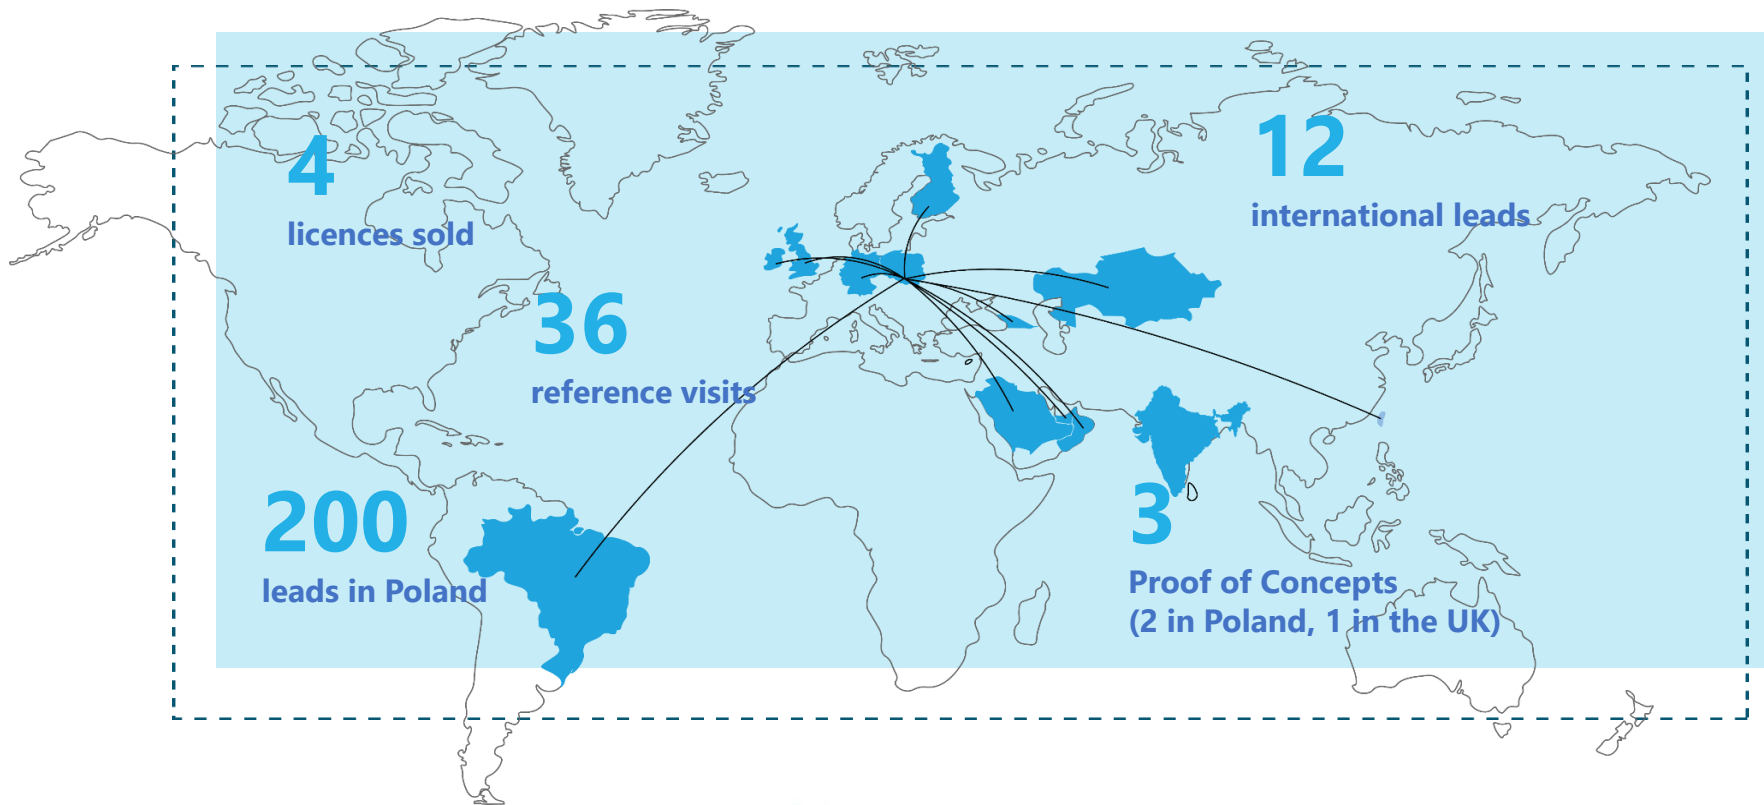 4
licences sold
12
international leads
36
reference visits
200
leads in Poland
3
Proof of Concepts
(2 in Poland, 1 in the UK)